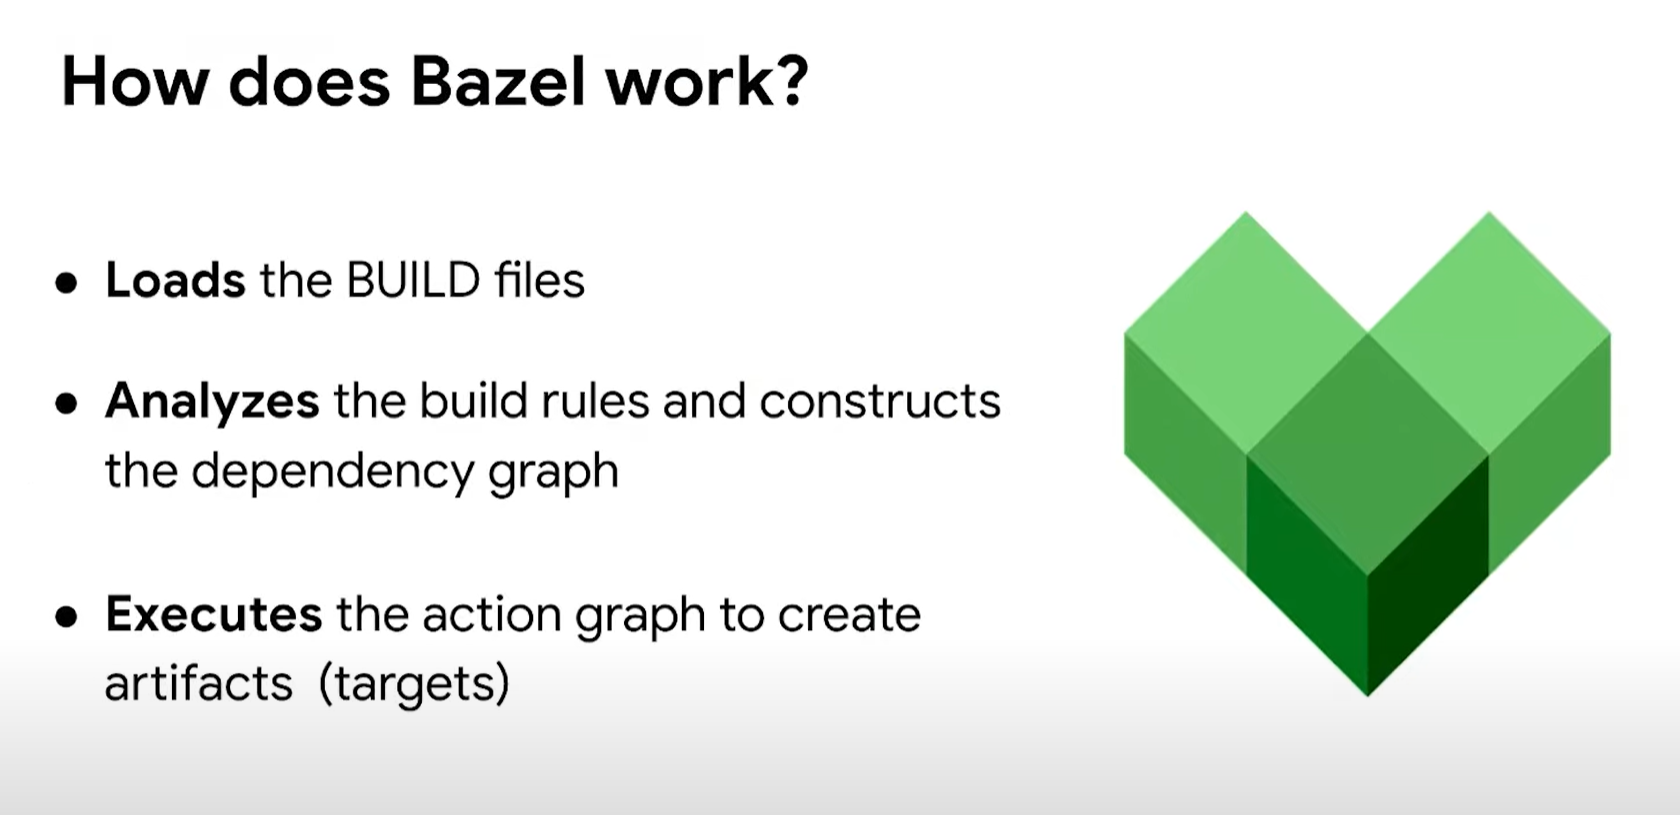 How does Bazel work?
● Loads the BUILD files
● Analyzes the build rules and constructs
the dependency graph
● Executes the action graph to create
artifacts  (targets)